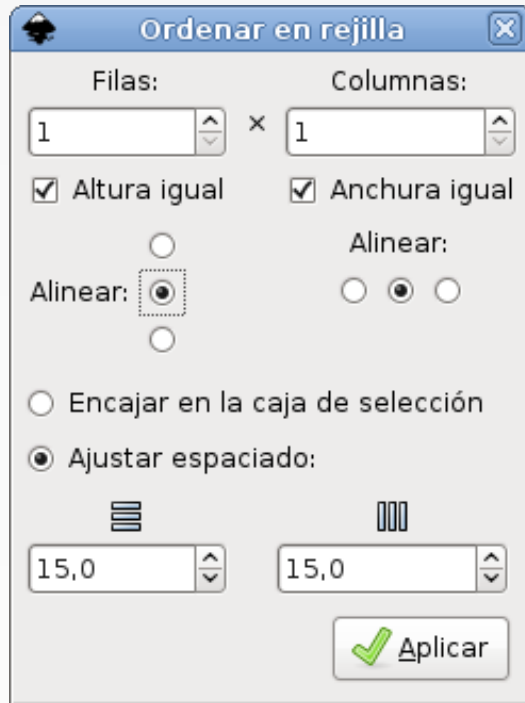 Ordenar en rejilla
Filas: Columnas:
1 × 1
Altura igual Anchura igual
Alinear:
Alinear:
Encajar en la caja de selección
Ajustar espaciado:
15,0 15,0
Aplicar